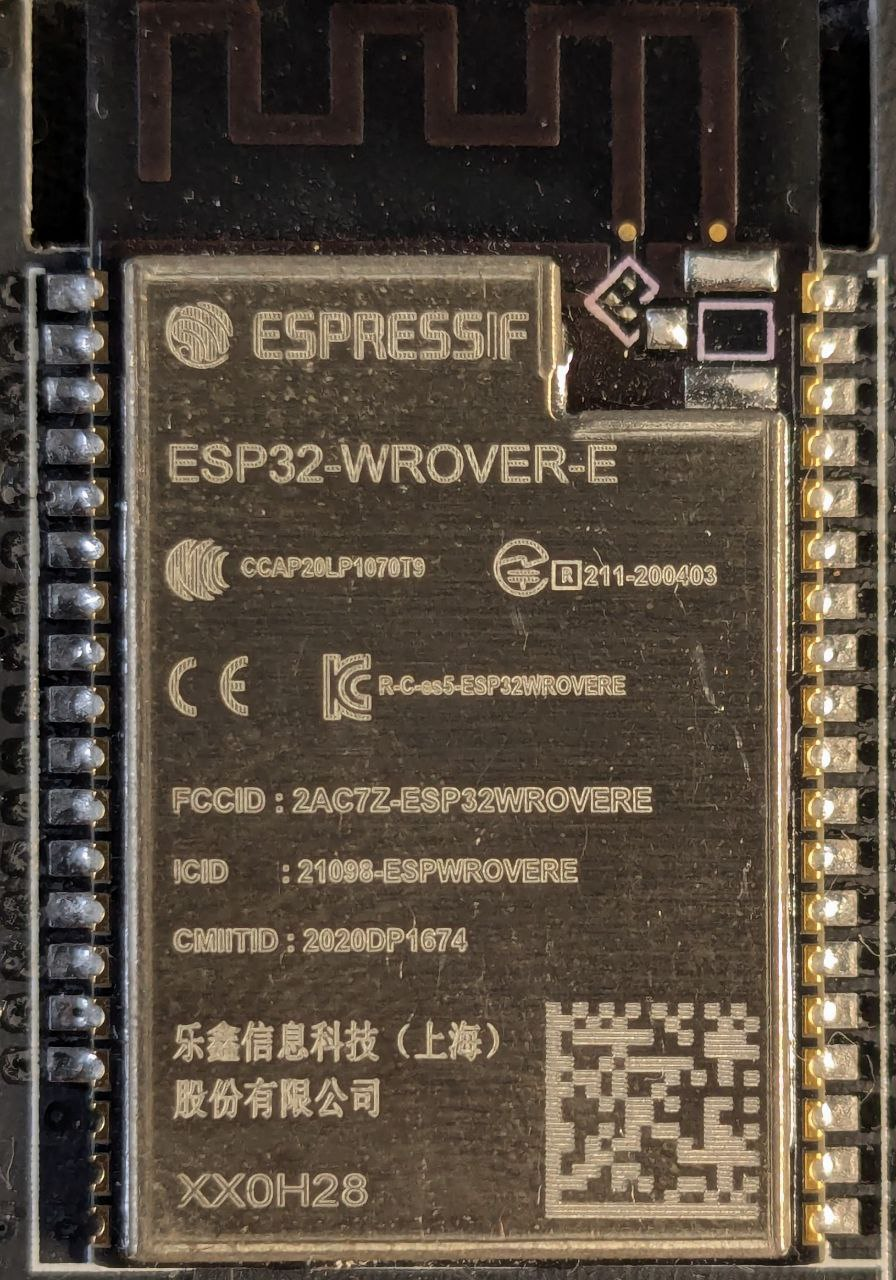 ESPRESSIF
ESP32-WROVER-E
CCAP20LP1070T9 R 211-200403
CE KC R-C-es5-ESP32WROVERE
FCCID : 2AC7Z-ESP32WROVERE
ICID : 21098-ESPWROVERE
CMIITID : 2020DP1674
乐鑫信息科技（上海）
股份有限公司
XX0H28